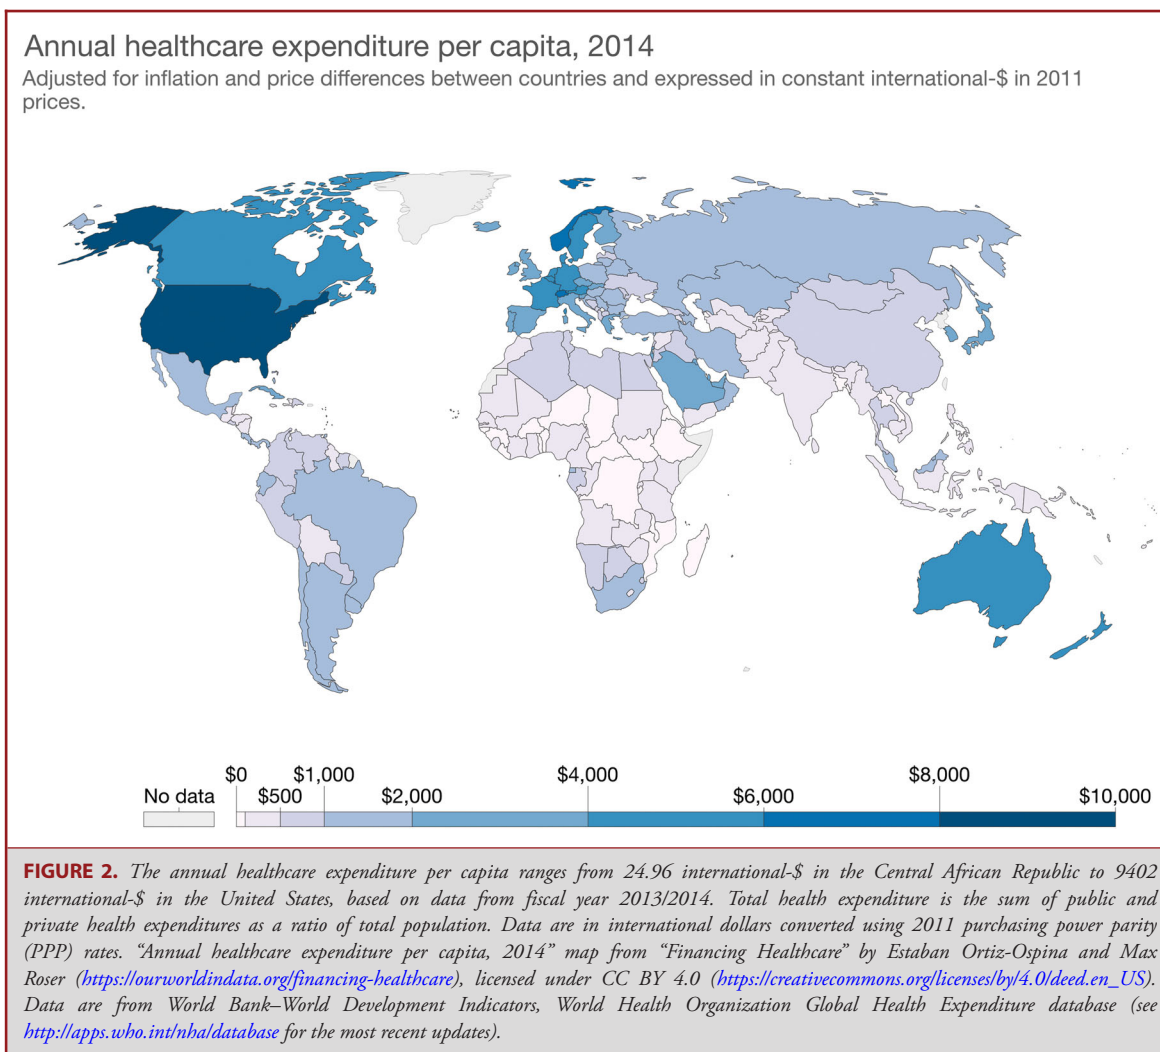 Annual healthcare expenditure per capita, 2014
Adjusted for inflation and price differences between countries and expressed in constant international-$ in 2011
prices.
$0 $1,000 $4,000 $8,000
No data $500 $2,000 $6,000 $10,000
FIGURE 2. The annual healthcare expenditure per capita ranges from 24.96 international-$ in the Central African Republic to 9402
international-$ in the United States, based on data from fiscal year 2013/2014. Total health expenditure is the sum of public and
private health expenditures as a ratio of total population. Data are in international dollars converted using 2011 purchasing power parity
(PPP) rates. “Annual healthcare expenditure per capita, 2014” map from “Financing Healthcare” by Estaban Ortiz-Ospina and Max
Roser (https://ourworldindata.org/financing-healthcare), licensed under CC BY 4.0 (https://creativecommons.org/licenses/by/4.0/deed.en_US).
Data are from World Bank–World Development Indicators, World Health Organization Global Health Expenditure database (see
http://apps.who.int/nha/database for the most recent updates).